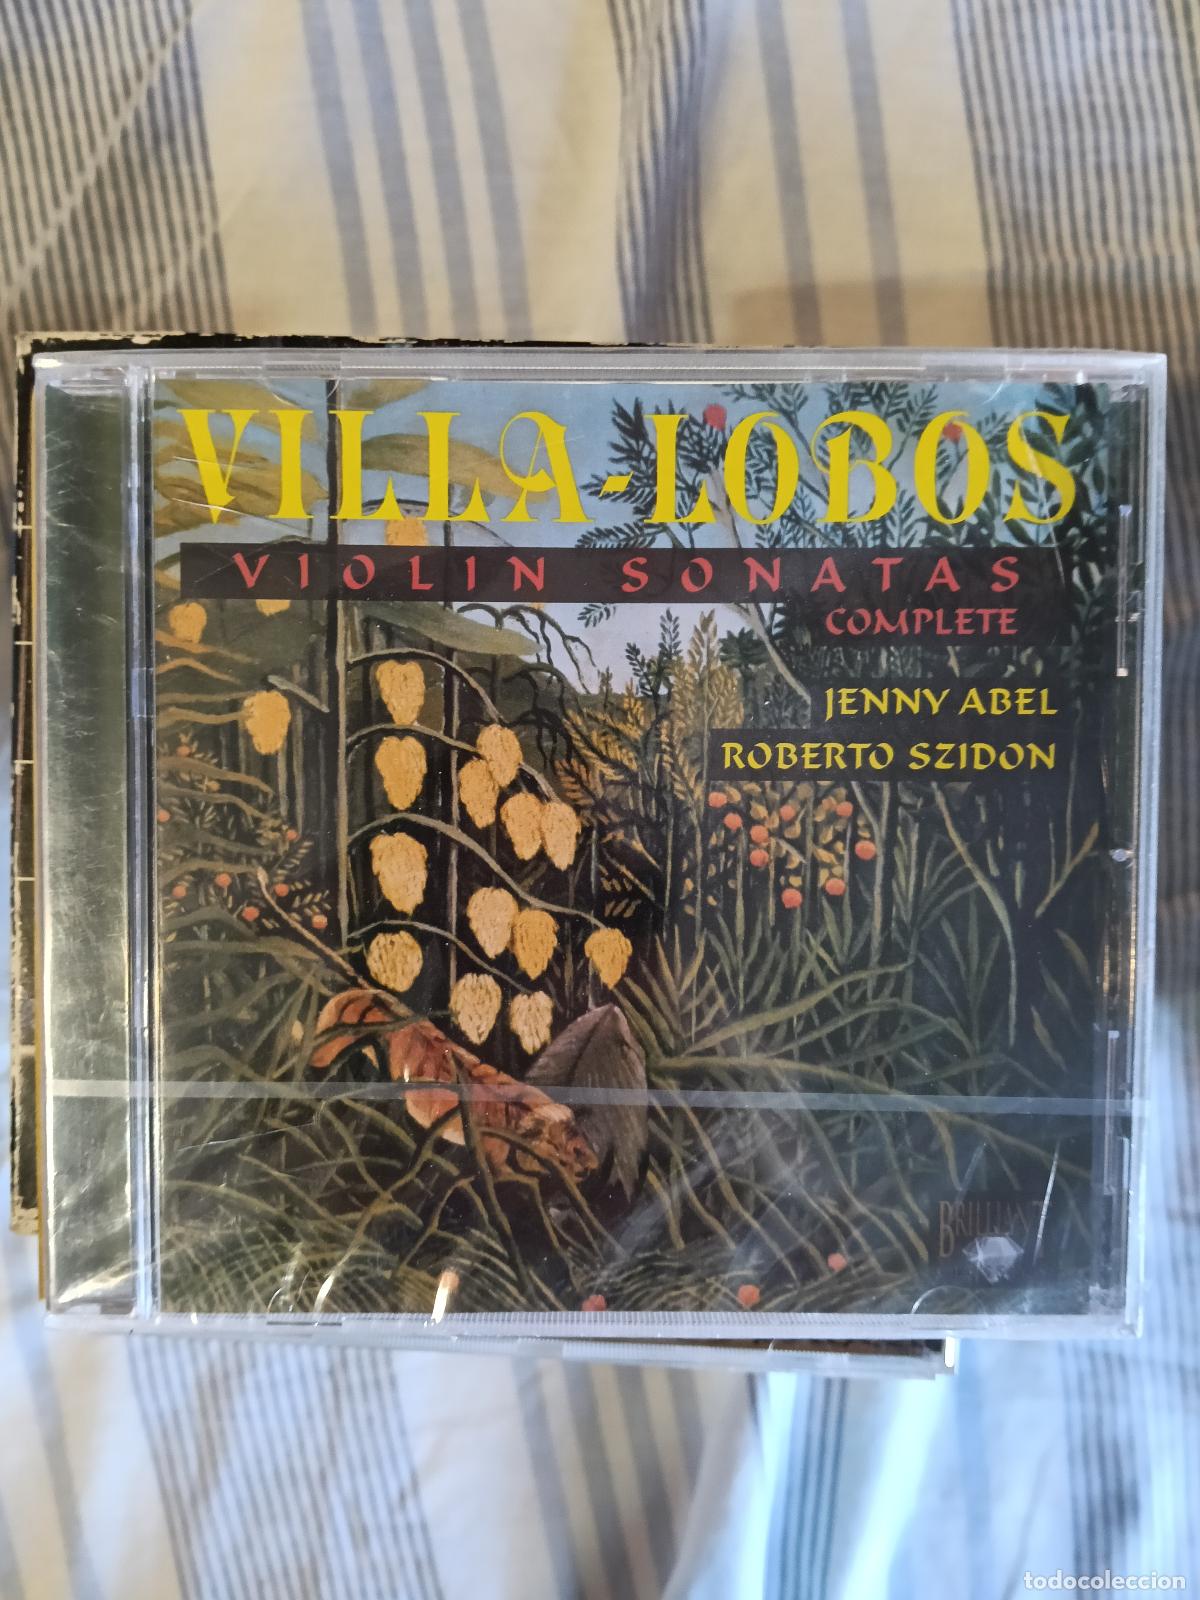 VILLA-LOBOS
VIOLIN SONATAS
COMPLETE
JENNY ABEL
ROBERTO SZIDON
BRILLIANT
todocoleccion